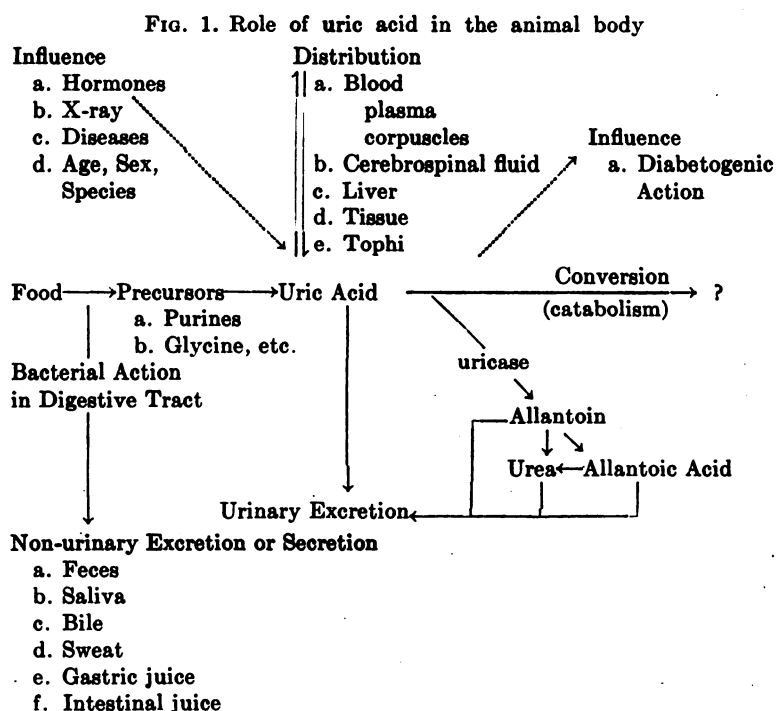 FIG. 1. Role of uric acid in the animal body
Influence
a. Hormones
b. X-ray
c. Diseases
d. Age, Sex,
Species
Distribution
a. Blood
plasma
corpuscles
b. Cerebrospinal fluid
c. Liver
d. Tissue
e. Tophi
Influence
a. Diabetogenic
Action
Food
Precursors
a. Purines
b. Glycine, etc.
Uric Acid
Conversion
(catabolism)
?
Bacterial Action
in Digestive Tract
uricase
Allantoin
Urea
Allantoic Acid
Urinary Excretion
Non-urinary Excretion or Secretion
a. Feces
b. Saliva
c. Bile
d. Sweat
e. Gastric juice
f. Intestinal juice